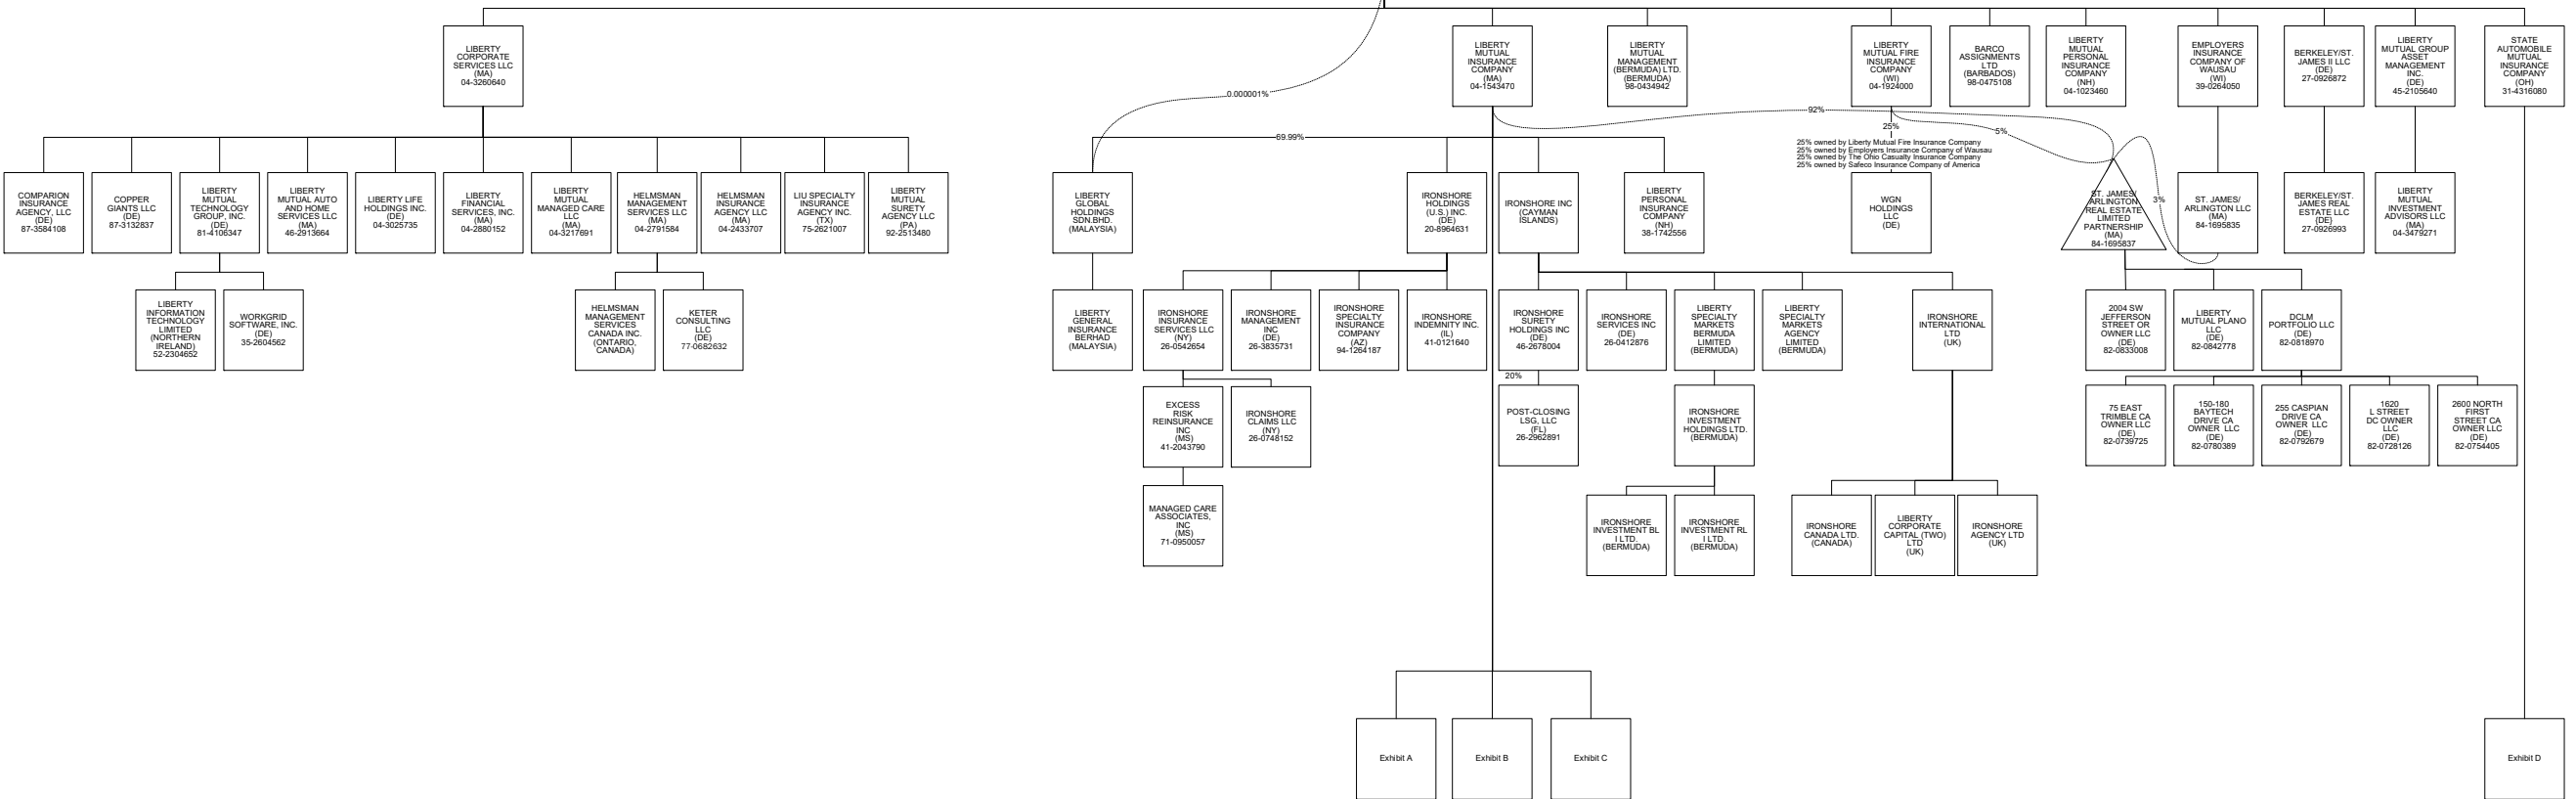 LIBERTY
CORPORATE
SERVICES LLC
(MA)
04-3260640
LIBERTY
MUTUAL
INSURANCE
COMPANY
(MA)
04-1543470
LIBERTY
MUTUAL
MANAGEMENT
(BERMUDA) LTD.
(BERMUDA)
98-0434942
LIBERTY
MUTUAL FIRE
INSURANCE
COMPANY
(WI)
04-1924000
BARCO
ASSIGNMENTS
LTD
(BARBADOS)
98-0475108
LIBERTY
MUTUAL
PERSONAL
INSURANCE
COMPANY
(NH)
04-1023460
EMPLOYERS
INSURANCE
COMPANY OF
WAUSAU
(WI)
39-0264050
BERKELEY/ST.
JAMES II LLC
(DE)
27-0926872
LIBERTY
MUTUAL GROUP
ASSET
MANAGEMENT
INC.
(DE)
45-2105640
STATE
AUTOMOBILE
MUTUAL
INSURANCE
COMPANY
(OH)
31-4316080
0.000001%
92%
69.99%
25%
5%
25% owned by Liberty Mutual Fire Insurance Company
25% owned by Employers Insurance Company of Wausau
25% owned by The Ohio Casualty Insurance Company
25% owned by Safeco Insurance Company of America
COMPARION
INSURANCE
AGENCY, LLC
(DE)
87-3584108
COPPER
GIANTS LLC
(DE)
87-3132837
LIBERTY
MUTUAL
TECHNOLOGY
GROUP, INC.
(DE)
81-4106347
LIBERTY
MUTUAL AUTO
AND HOME
SERVICES LLC
(MA)
46-2913664
LIBERTY LIFE
HOLDINGS INC.
(DE)
04-3025735
LIBERTY
FINANCIAL
SERVICES, INC.
(MA)
04-2880152
LIBERTY
MUTUAL
MANAGED CARE
LLC
(MA)
04-3217691
HELMSMAN
MANAGEMENT
SERVICES LLC
(MA)
04-2791584
HELMSMAN
INSURANCE
AGENCY LLC
(MA)
04-2433707
LIU SPECIALTY
INSURANCE
AGENCY INC.
(TX)
75-2621007
LIBERTY
MUTUAL
SURETY
AGENCY LLC
(PA)
92-2513480
LIBERTY
GLOBAL
HOLDINGS
SDN.BHD.
(MALAYSIA)
IRONSHORE
HOLDINGS
(U.S.) INC.
(DE)
20-8964631
IRONSHORE INC
(CAYMAN
ISLANDS)
LIBERTY
PERSONAL
INSURANCE
COMPANY
(NH)
38-1742556
WGN
HOLDINGS
LLC
(DE)
ST. JAMES/
ARLINGTON
REAL ESTATE
LIMITED
PARTNERSHIP
(MA)
84-1695837
3%
ST. JAMES/
ARLINGTON LLC
(MA)
84-1695835
BERKELEY/ST.
JAMES REAL
ESTATE LLC
(DE)
27-0926993
LIBERTY
MUTUAL
INVESTMENT
ADVISORS LLC
(MA)
04-3479271
LIBERTY
INFORMATION
TECHNOLOGY
LIMITED
(NORTHERN
IRELAND)
52-2304652
WORKGRID
SOFTWARE, INC.
(DE)
35-2604562
HELMSMAN
MANAGEMENT
SERVICES
CANADA INC.
(ONTARIO,
CANADA)
KETER
CONSULTING
LLC
(DE)
77-0682632
LIBERTY
GENERAL
INSURANCE
BERHAD
(MALAYSIA)
IRONSHORE
INSURANCE
SERVICES LLC
(NY)
26-0542654
IRONSHORE
MANAGEMENT
INC
(DE)
26-3835731
IRONSHORE
SPECIALTY
INSURANCE
COMPANY
(AZ)
94-1264187
IRONSHORE
INDEMNITY INC.
(IL)
41-0121640
IRONSHORE
SURETY
HOLDINGS INC
(DE)
46-2678004
IRONSHORE
SERVICES INC
(DE)
26-0412876
LIBERTY
SPECIALTY
MARKETS
BERMUDA
LIMITED
(BERMUDA)
LIBERTY
SPECIALTY
MARKETS
AGENCY
LIMITED
(BERMUDA)
IRONSHORE
INTERNATIONAL
LTD
(UK)
2004 SW
JEFFERSON
STREET OR
OWNER LLC
(DE)
82-0833008
LIBERTY
MUTUAL PLANO
LLC
(DE)
82-0842778
DCLM
PORTFOLIO LLC
(DE)
82-0818970
20%
EXCESS
RISK
REINSURANCE
INC
(MS)
41-2043790
IRONSHORE
CLAIMS LLC
(NY)
26-0748152
POST-CLOSING
LSG, LLC
(FL)
26-2962891
IRONSHORE
INVESTMENT
HOLDINGS LTD.
(BERMUDA)
75 EAST
TRIMBLE CA
OWNER LLC
(DE)
82-0739725
150-180
BAYTECH
DRIVE CA
OWNER LLC
(DE)
82-0780389
255 CASPIAN
DRIVE CA
OWNER LLC
(DE)
82-0792679
1620
L STREET
DC OWNER
LLC
(DE)
82-0728126
2600 NORTH
FIRST
STREET CA
OWNER LLC
(DE)
82-0754405
MANAGED CARE
ASSOCIATES,
INC
(MS)
71-0950057
IRONSHORE
INVESTMENT BL
I LTD.
(BERMUDA)
IRONSHORE
INVESTMENT RL
I LTD.
(BERMUDA)
IRONSHORE
CANADA LTD.
(CANADA)
LIBERTY
CORPORATE
CAPITAL (TWO)
LTD
(UK)
IRONSHORE
AGENCY LTD
(UK)
Exhibit A
Exhibit B
Exhibit C
Exhibit D